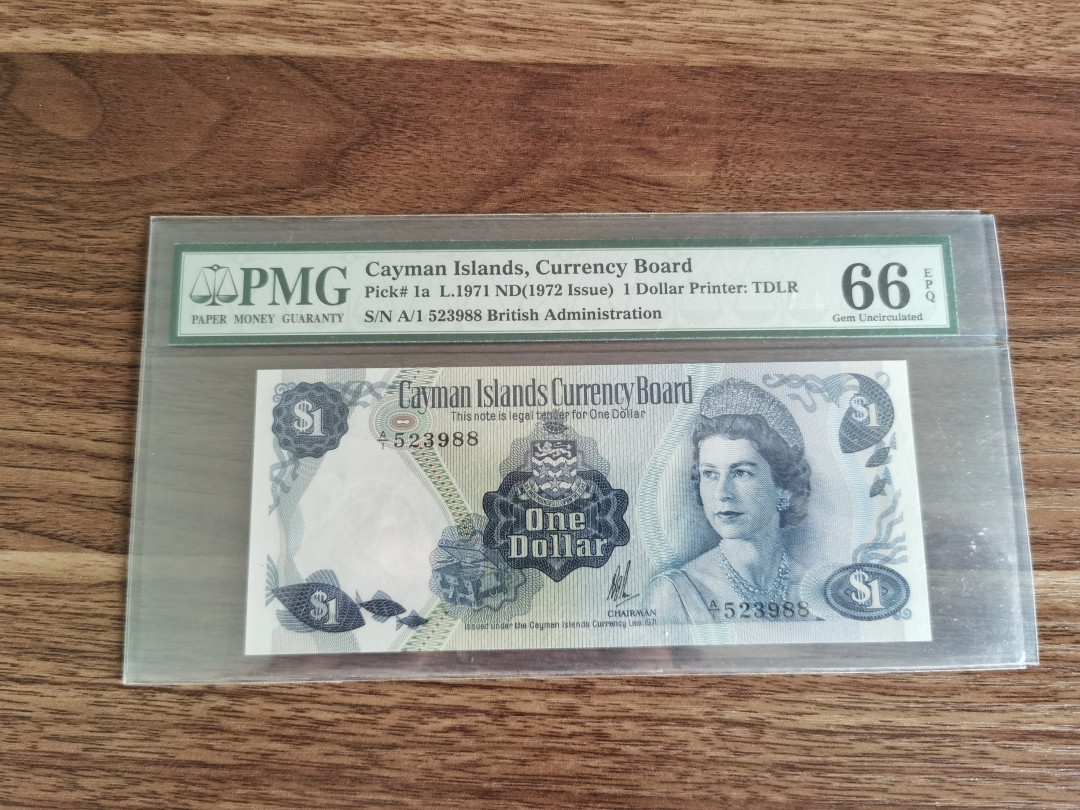 PMG
PAPER MONEY GUARANTY
Cayman Islands, Currency Board
Pick# 1a L.1971 ND(1972 Issue) 1 Dollar Printer: TDLR
S/N A/1 523988 British Administration
66
EPQ
Gem Uncirculated
$1
Cayman Islands Currency Board
This note is legal tender for One Dollar
$1
A/1 523988
One
Dollar
$1
CHAIRMAN
A/1 523988
$1
Issued under the Cayman Islands Currency Law 1971